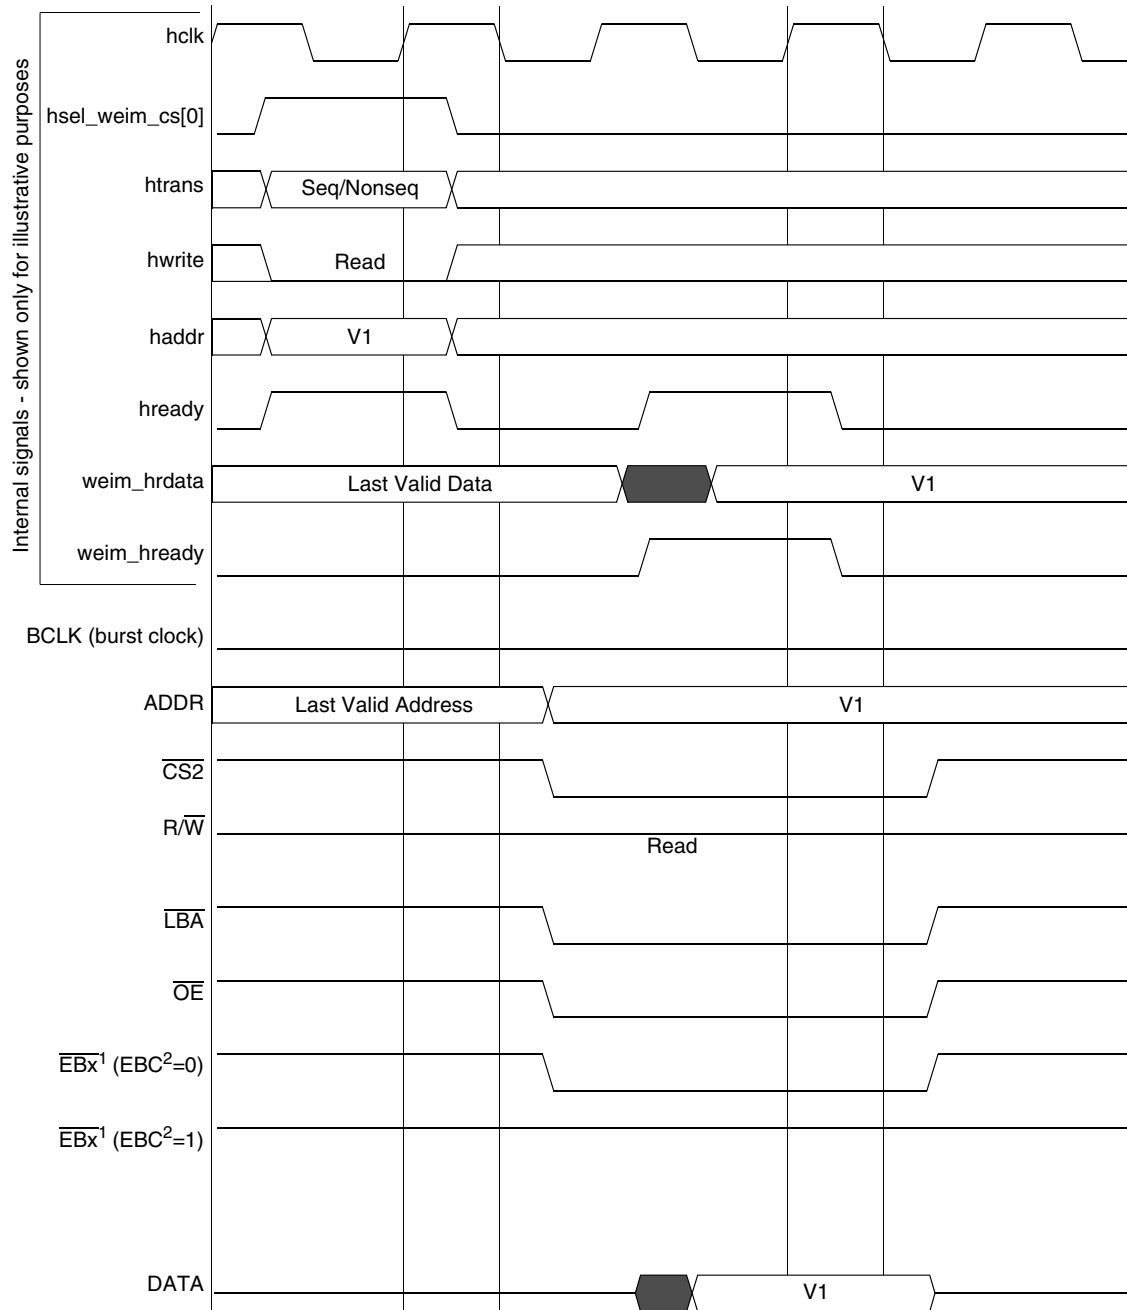 Internal signals - shown only for illustrative purposes
hclk
hsel_weim_cs[0]
htrans Seq/Nonseq
hwrite Read
haddr V1
hready
weim_hrdata Last Valid Data V1
weim_hready
BCLK (burst clock)
ADDR Last Valid Address V1
CS2
R/W
Read
LBA
OE
EBx1 (EBC2=0)
EBx1 (EBC2=1)
DATA V1